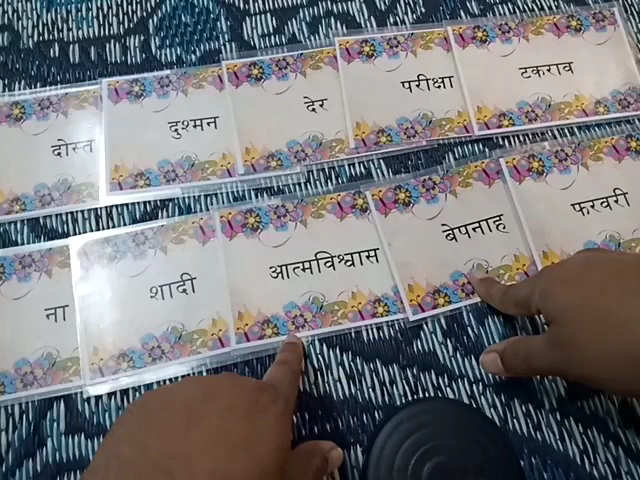 दोस्त
दुश्मन
देर
परीक्षा
टकराव
ना
शादी
आत्मविश्वास
बेपनाह
फरवरी